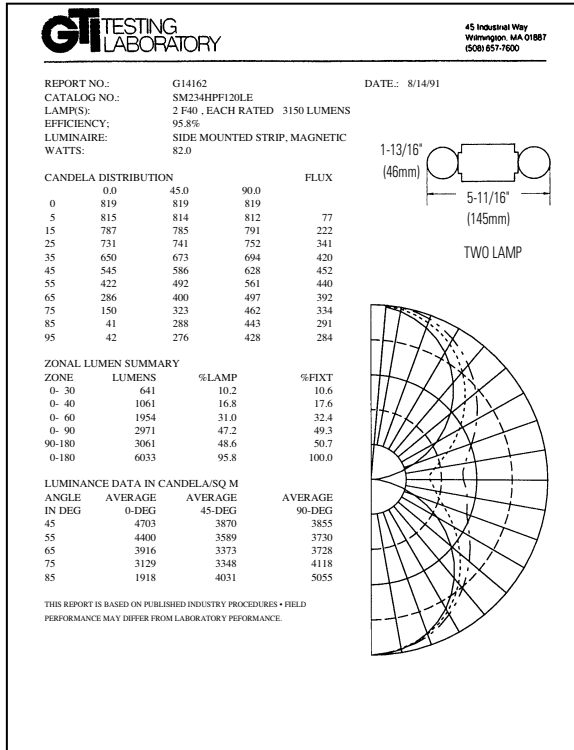 GTI TESTING LABORATORY
45 Industrial Way
Wilmington, MA 01887
(508) 657-7600
REPORT NO.: G14162 DATE.: 8/14/91
CATALOG NO.: SM234HPF120LE
LAMP(S): 2 F40 , EACH RATED 3150 LUMENS
EFFICIENCY; 95.8%
LUMINAIRE: SIDE MOUNTED STRIP, MAGNETIC
WATTS: 82.0
1-13/16"
(46mm)
5-11/16"
(145mm)
TWO LAMP
CANDELA DISTRIBUTION FLUX
0.0 45.0 90.0
0 819 819 819
5 815 814 812 77
15 787 785 791 222
25 731 741 752 341
35 650 673 694 420
45 545 586 628 452
55 422 492 561 440
65 286 400 497 392
75 150 323 462 334
85 41 288 443 291
95 42 276 428 284
ZONAL LUMEN SUMMARY
ZONE LUMENS %LAMP %FIXT
0- 30 641 10.2 10.6
0- 40 1061 16.8 17.6
0- 60 1954 31.0 32.4
0- 90 2971 47.2 49.3
90-180 3061 48.6 50.7
0-180 6033 95.8 100.0
LUMINANCE DATA IN CANDELA/SQ M
ANGLE AVERAGE AVERAGE AVERAGE
IN DEG 0-DEG 45-DEG 90-DEG
45 4703 3870 3855
55 4400 3589 3730
65 3916 3373 3728
75 3129 3348 4118
85 1918 4031 5055
THIS REPORT IS BASED ON PUBLISHED INDUSTRY PROCEDURES • FIELD
PERFORMANCE MAY DIFFER FROM LABORATORY PEFORMANCE.